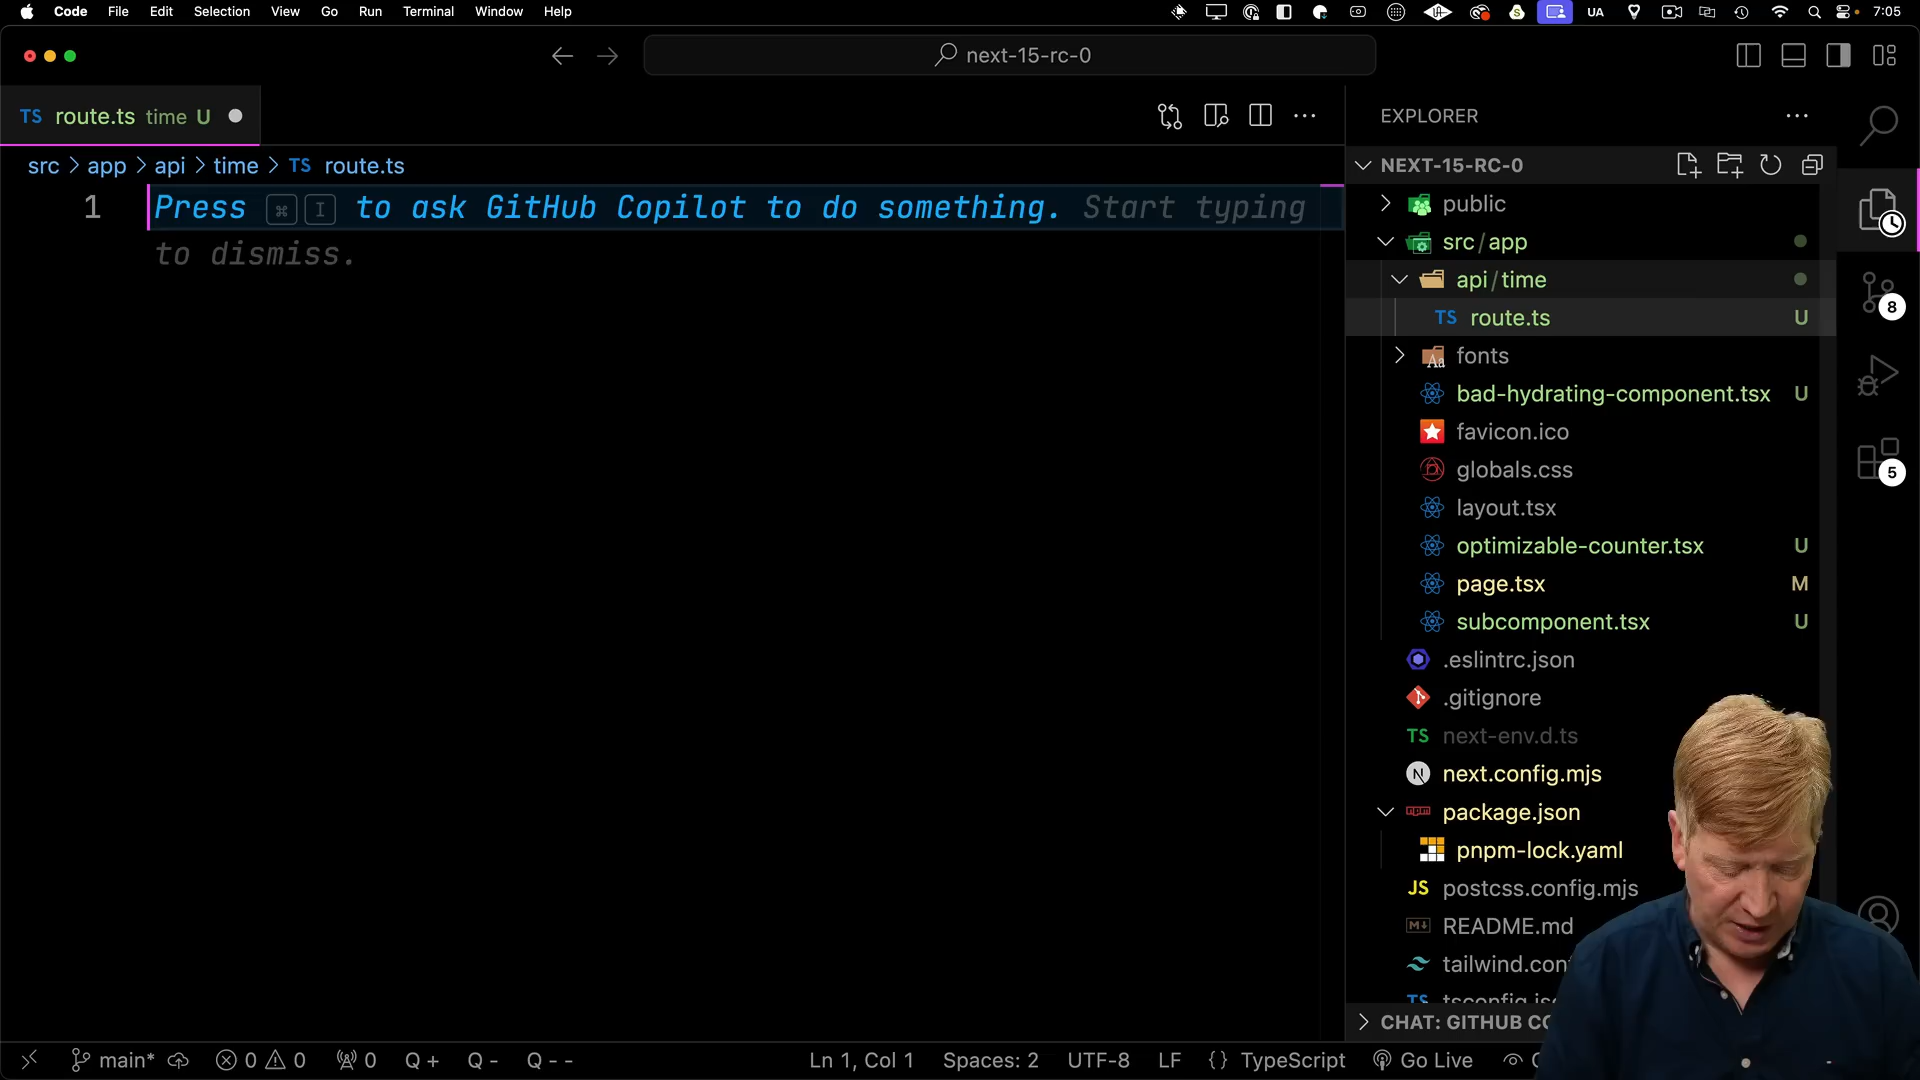 Code File Edit Selection View Go Run Terminal Window Help UA 7:05
next-15-rc-0
TS route.ts time U
src > app > api > time > TS route.ts
1 Press ⌘ I to ask GitHub Copilot to do something. Start typing
to dismiss.
EXPLORER
NEXT-15-RC-0
public
src/app
api/time
TS route.ts U
fonts
bad-hydrating-component.tsx U
favicon.ico
globals.css
layout.tsx
optimizable-counter.tsx U
page.tsx M
subcomponent.tsx U
.eslintrc.json
.gitignore
TS next-env.d.ts
N next.config.mjs
package.json
pnpm-lock.yaml
JS postcss.config.mjs
README.md
TS
CHAT: GITHUB
8
5
main* 0 0 0 Q + Q - Q - - Ln 1, Col 1 Spaces: 2 UTF-8 LF {} TypeScript Go Live